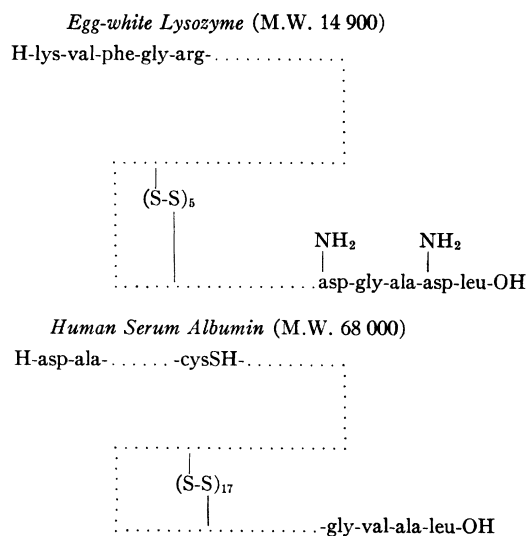 Egg-white Lysozyme (M.W. 14 900)
H-lys-val-phe-gly-arg-. . . . . . . . . . . .
(S-S)5
NH2 NH2
asp-gly-ala-asp-leu-OH
Human Serum Albumin (M.W. 68 000)
H-asp-ala-. . . . . . -cysSH-. . . . . . . . .
(S-S)17
-gly-val-ala-leu-OH